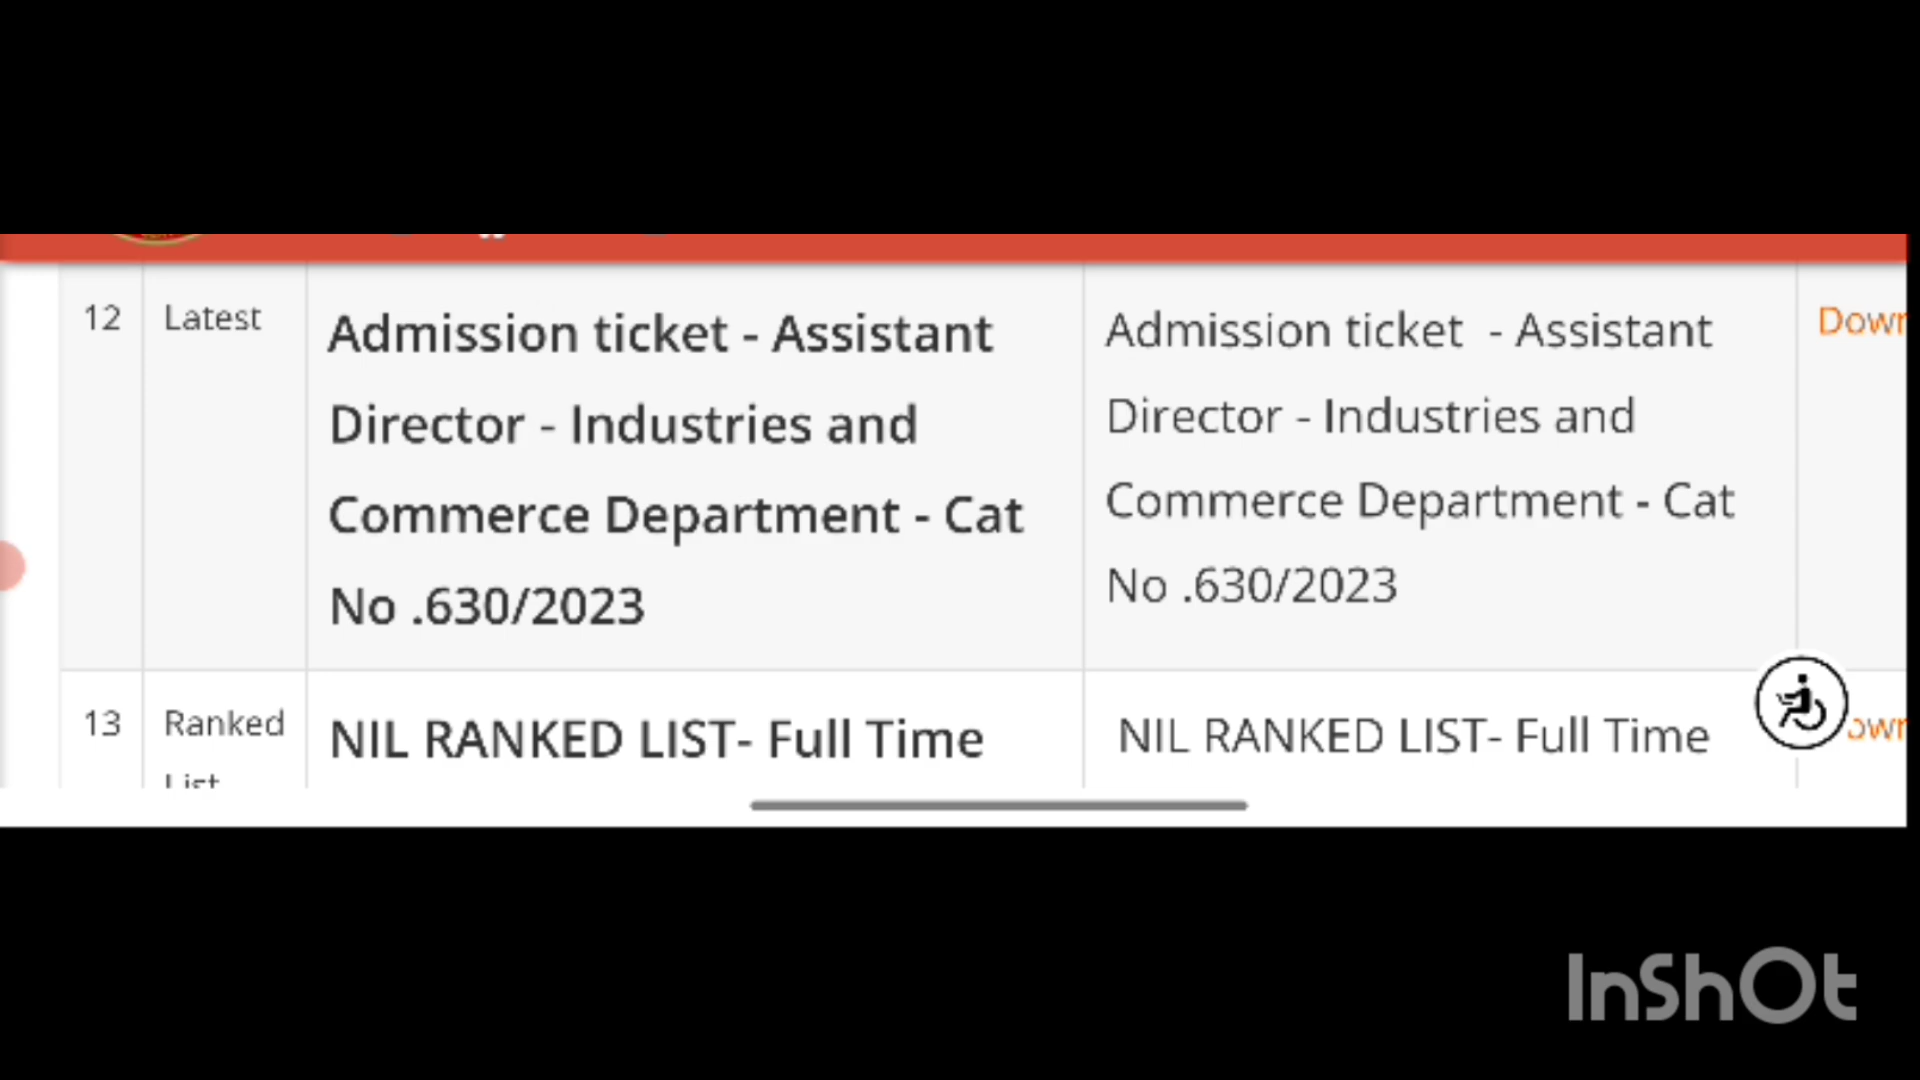 12
Latest
Admission ticket - Assistant
Director - Industries and
Commerce Department - Cat
No .630/2023
Admission ticket  - Assistant
Director - Industries and
Commerce Department - Cat
No .630/2023
Down
13
Ranked
List
NIL RANKED LIST- Full Time
NIL RANKED LIST- Full Time
InShOt